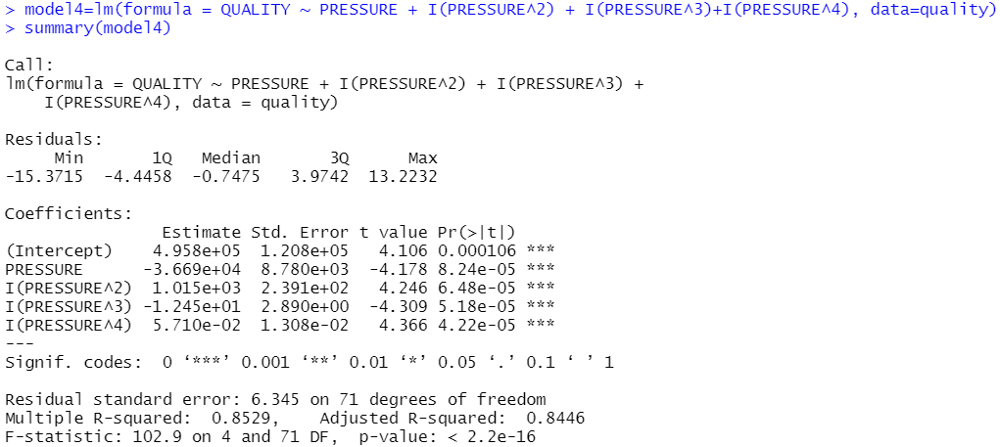 > model4=lm(formula = QUALITY ~ PRESSURE + I(PRESSURE^2) + I(PRESSURE^3)+I(PRESSURE^4), data=quality)
> summary(model4)

Call:
lm(formula = QUALITY ~ PRESSURE + I(PRESSURE^2) + I(PRESSURE^3) +
    I(PRESSURE^4), data = quality)

Residuals:
     Min       1Q   Median       3Q      Max
-15.3715  -4.4458  -0.7475   3.9742  13.2232

Coefficients:
                Estimate Std. Error t value Pr(>|t|)
(Intercept)    4.958e+05  1.208e+05   4.106 0.000106 ***
PRESSURE      -3.669e+04  8.780e+03  -4.178 8.24e-05 ***
I(PRESSURE^2)  1.015e+03  2.391e+02   4.246 6.48e-05 ***
I(PRESSURE^3) -1.245e+01  2.890e+00  -4.309 5.18e-05 ***
I(PRESSURE^4)  5.710e-02  1.308e-02   4.366 4.22e-05 ***
---
Signif. codes:  0 ‘***’ 0.001 ‘**’ 0.01 ‘*’ 0.05 ‘.’ 0.1 ‘ ’ 1

Residual standard error: 6.345 on 71 degrees of freedom
Multiple R-squared:  0.8529,    Adjusted R-squared:  0.8446
F-statistic: 102.9 on 4 and 71 DF,  p-value: < 2.2e-16